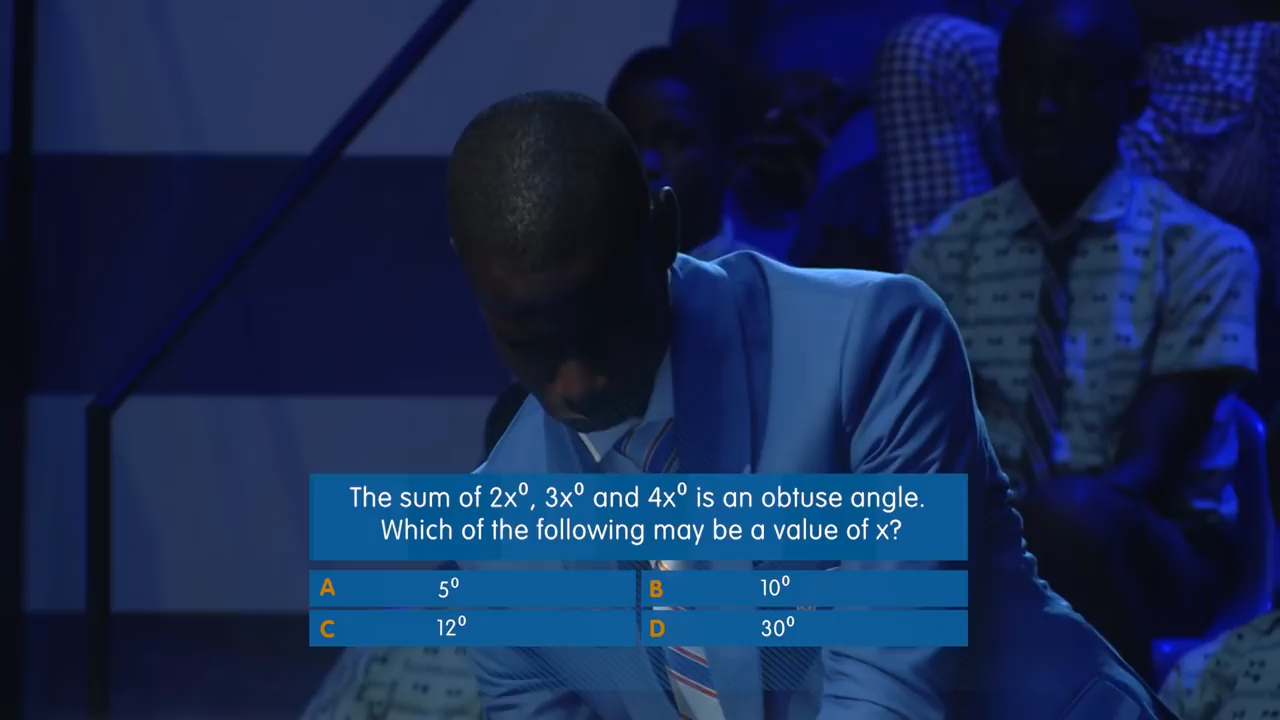 The sum of 2x⁰, 3x⁰ and 4x⁰ is an obtuse angle.
Which of the following may be a value of x?
A 5⁰
B 10⁰
C 12⁰
D 30⁰